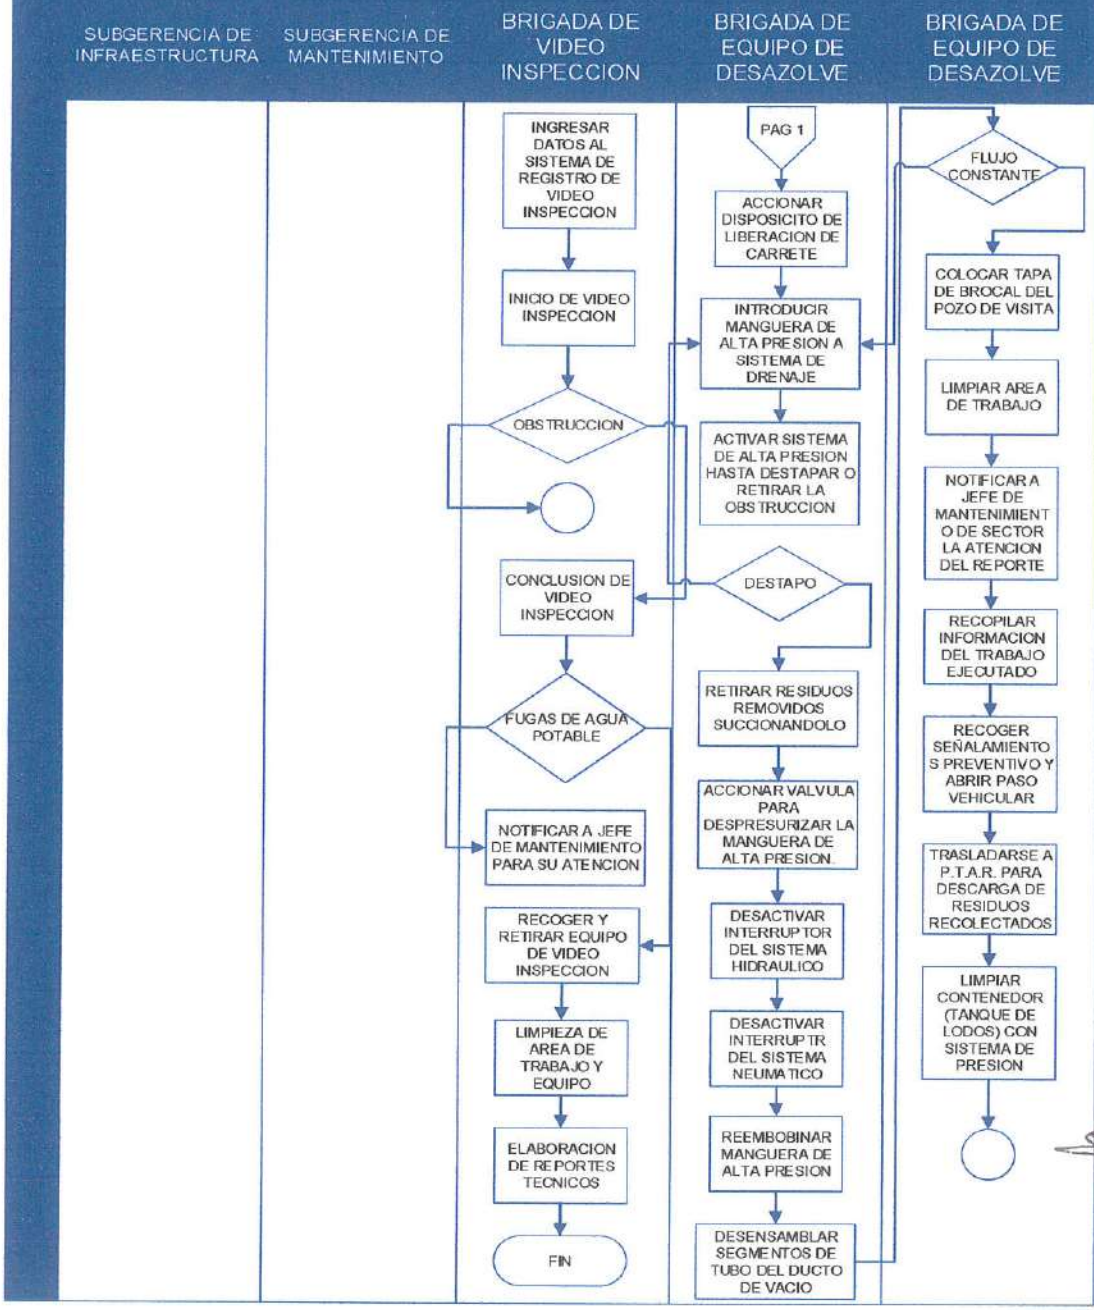 SUBGERENCIA DE
INFRAESTRUCTURA
SUBGERENCIA DE
MANTENIMIENTO
BRIGADA DE
VIDEO
INSPECCION
BRIGADA DE
EQUIPO DE
DESAZOLVE
BRIGADA DE
EQUIPO DE
DESAZOLVE
INGRESAR
DATOS AL
SISTEMA DE
REGISTRO DE
VIDEO
INSPECCION
INICIO DE VIDEO
INSPECCION
OBSTRUCCION
CONCLUSION DE
VIDEO
INSPECCION
FUGAS DE AGUA
POTABLE
NOTIFICAR A JEFE
DE MANTENIMIENTO
PARA SU ATENCION
RECOGER Y
RETIRAR EQUIPO
DE VIDEO
INSPECCION
LIMPIEZA DE
AREA DE
TRABAJO Y
EQUIPO
ELABORACION
DE REPORTES
TECNICOS
FIN
PAG 1
ACCIONAR
DISPOSICITO DE
LIBERACION DE
CARRETE
INTRODUCIR
MANGUERA DE
ALTA PRESION A
SISTEMA DE
DRENAJE
ACTIVAR SISTEMA
DE ALTA PRESION
HASTA DESTAPAR O
RETIRAR LA
OBSTRUCCION
DESTAPO
RETIRAR RESIDUOS
REMOVIDOS
SUCCIONANDOLO
ACCIONAR VALVULA
PARA
DESPRESURIZAR LA
MANGUERA DE
ALTA PRESION.
DESACTIVAR
INTERRUPTOR
DEL SISTEMA
HIDRAULICO
DESACTIVAR
INTERRUPTR
DEL SISTEMA
NEUMATICO
REEMBOBINAR
MANGUERA DE
ALTA PRESION
DESENSAMBLAR
SEGMENTOS DE
TUBO DEL DUCTO
DE VACIO
FLUJO
CONSTANTE
COLOCAR TAPA
DE BROCAL DEL
POZO DE VISITA
LIMPIAR AREA
DE TRABAJO
NOTIFICAR A
JEFE DE
MANTENIMIENT
O DE SECTOR
LA ATENCION
DEL REPORTE
RECOPILAR
INFORMACION
DEL TRABAJO
EJECUTADO
RECOGER
SEÑALAMIENTO
S PREVENTIVO Y
ABRIR PASO
VEHICULAR
TRASLADARSE A
P.T.A.R. PARA
DESCARGA DE
RESIDUOS
RECOLECTADOS
LIMPIAR
CONTENEDOR
(TANQUE DE
LODOS) CON
SISTEMA DE
PRESION